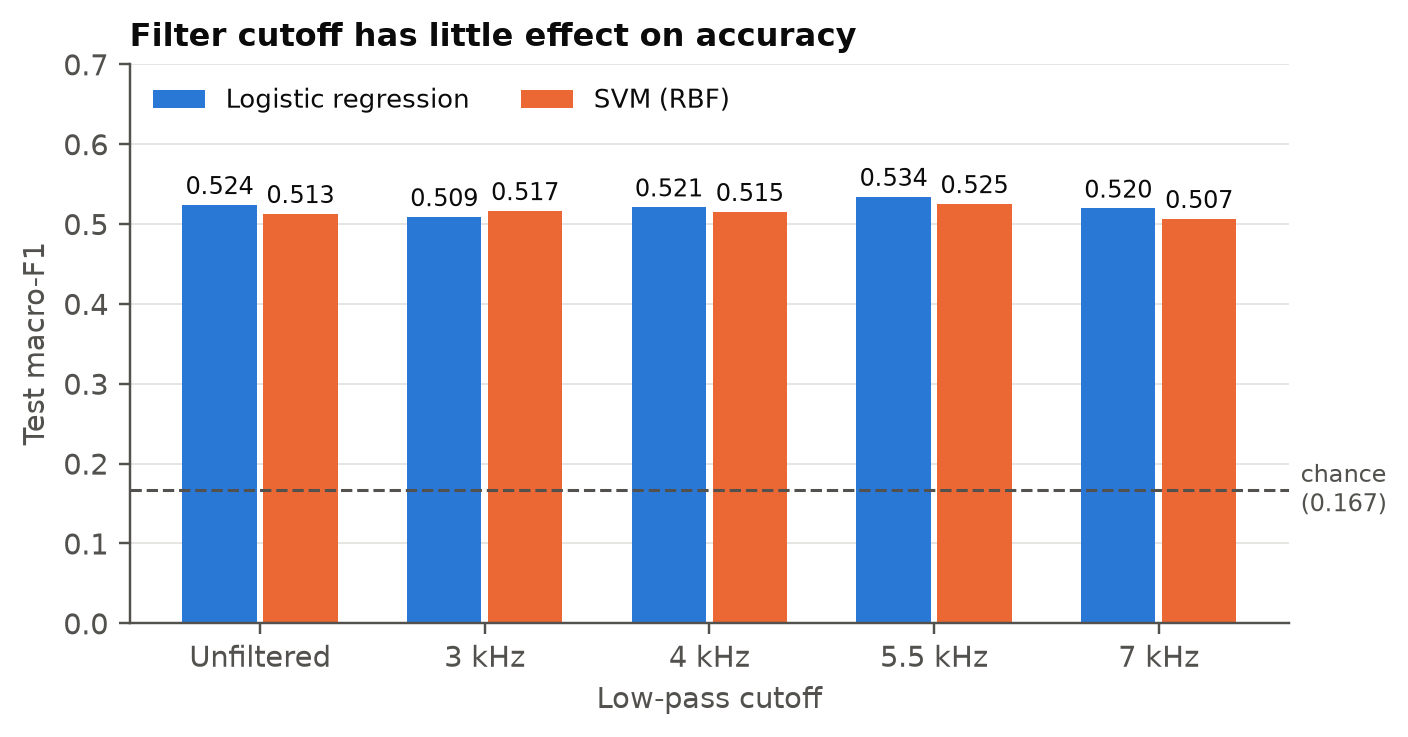 Filter cutoff has little effect on accuracy
Logistic regression
SVM (RBF)
Test macro-F1
0.7
0.6
0.5
0.4
0.3
0.2
0.1
0.0
0.524
0.513
0.509
0.517
0.521
0.515
0.534
0.525
0.520
0.507
chance
(0.167)
Unfiltered
3 kHz
4 kHz
5.5 kHz
7 kHz
Low-pass cutoff